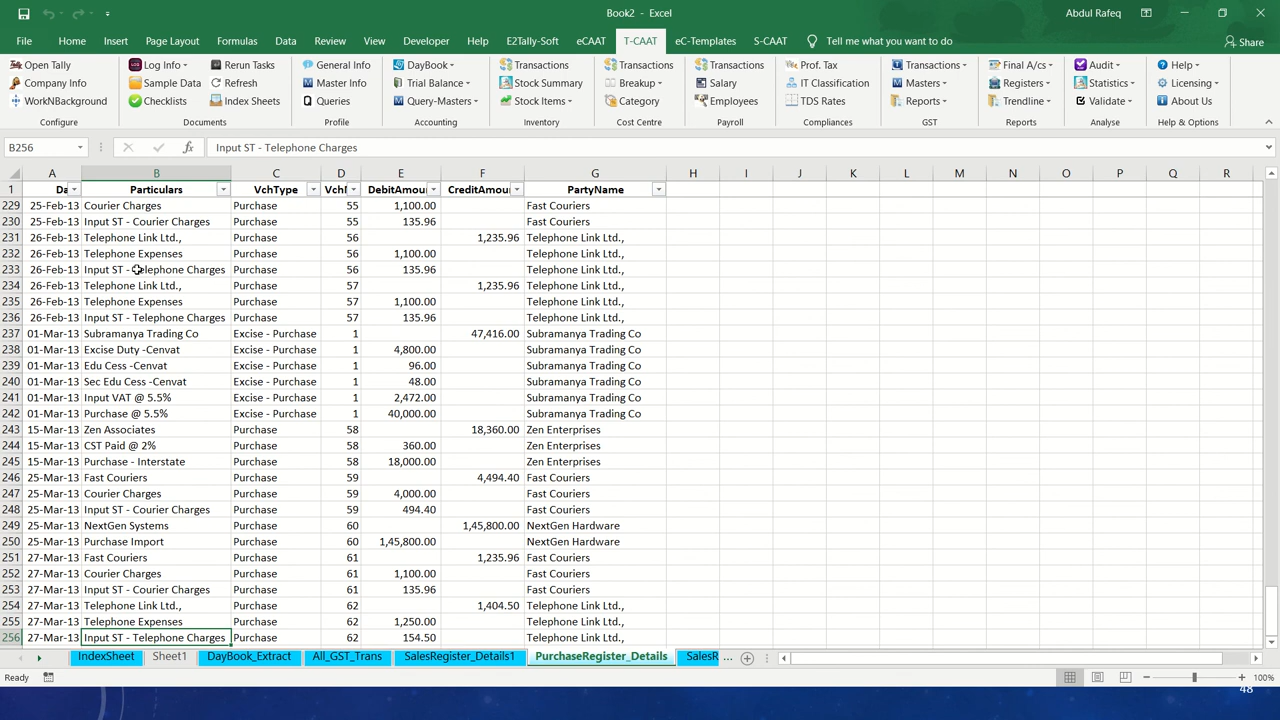 Book2 - Excel
Abdul Rafeq
File Home Insert Page Layout Formulas Data Review View Developer Help E2Tally-Soft eCAAT T-CAAT eC-Templates S-CAAT Tell me what you want to do Share
Open Tally Log Info Rerun Tasks General Info DayBook Transactions Transactions Transactions Prof. Tax Transactions Final A/cs Audit Help
Company Info Sample Data Refresh Master Info Trial Balance Stock Summary Breakup Salary IT Clasification Masters Registers Statistics Licensing
WorkNBackground Checklists Index Sheets Queries Query-Masters Stock Items Category Employees TDS Rates Reports Trendline Validate About Us
Configure Documents Profile Accounting Inventory Cost Centre Payroll Compliances GST Reports Analyse Help & Options
B256 Input ST - Telephone Charges
A B C D E F G H I J K L M N O P Q R
1 Da Particulars VchType VchN DebitAmou CreditAmou PartyName
229 25-Feb-13 Courier Charges Purchase 55 1,100.00 Fast Couriers
230 25-Feb-13 Input ST - Courier Charges Purchase 55 135.96 Fast Couriers
231 26-Feb-13 Telephone Link Ltd., Purchase 56 1,235.96 Telephone Link Ltd.,
232 26-Feb-13 Telephone Expenses Purchase 56 1,100.00 Telephone Link Ltd.,
233 26-Feb-13 Input ST - Telephone Charges Purchase 56 135.96 Telephone Link Ltd.,
234 26-Feb-13 Telephone Link Ltd., Purchase 57 1,235.96 Telephone Link Ltd.,
235 26-Feb-13 Telephone Expenses Purchase 57 1,100.00 Telephone Link Ltd.,
236 26-Feb-13 Input ST - Telephone Charges Purchase 57 135.96 Telephone Link Ltd.,
237 01-Mar-13 Subramanya Trading Co Excise - Purchase 1 47,416.00 Subramanya Trading Co
238 01-Mar-13 Excise Duty -Cenvat Excise - Purchase 1 4,800.00 Subramanya Trading Co
239 01-Mar-13 Edu Cess -Cenvat Excise - Purchase 1 96.00 Subramanya Trading Co
240 01-Mar-13 Sec Edu Cess -Cenvat Excise - Purchase 1 48.00 Subramanya Trading Co
241 01-Mar-13 Input VAT @ 5.5% Excise - Purchase 1 2,472.00 Subramanya Trading Co
242 01-Mar-13 Purchase @ 5.5% Excise - Purchase 1 40,000.00 Subramanya Trading Co
243 15-Mar-13 Zen Associates Purchase 58 18,360.00 Zen Enterprises
244 15-Mar-13 CST Paid @ 2% Purchase 58 360.00 Zen Enterprises
245 15-Mar-13 Purchase - Interstate Purchase 58 18,000.00 Zen Enterprises
246 25-Mar-13 Fast Couriers Purchase 59 4,494.40 Fast Couriers
247 25-Mar-13 Courier Charges Purchase 59 4,000.00 Fast Couriers
248 25-Mar-13 Input ST - Courier Charges Purchase 59 494.40 Fast Couriers
249 25-Mar-13 NextGen Systems Purchase 60 1,45,800.00 NextGen Hardware
250 25-Mar-13 Purchase Import Purchase 60 1,45,800.00 NextGen Hardware
251 27-Mar-13 Fast Couriers Purchase 61 1,235.96 Fast Couriers
252 27-Mar-13 Courier Charges Purchase 61 1,100.00 Fast Couriers
253 27-Mar-13 Input ST - Courier Charges Purchase 61 135.96 Fast Couriers
254 27-Mar-13 Telephone Link Ltd., Purchase 62 1,404.50 Telephone Link Ltd.,
255 27-Mar-13 Telephone Expenses Purchase 62 1,250.00 Telephone Link Ltd.,
256 27-Mar-13 Input ST - Telephone Charges Purchase 62 154.50 Telephone Link Ltd.,
IndexSheet Sheet1 DayBook_Extract All_GST_Trans SalesRegister_Details1 PurchaseRegister_Details SalesR ...
Ready 100%
48